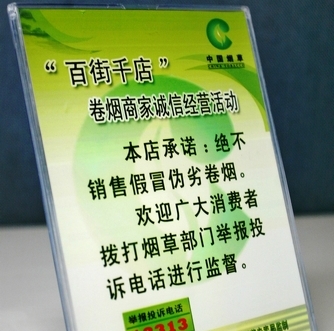 中国烟草
“百街千店”
卷烟商家诚信经营活动
本店承诺：绝不
销售假冒伪劣卷烟。
欢迎广大消费者
拨打烟草部门举报投
诉电话进行监督。
举报投诉电话